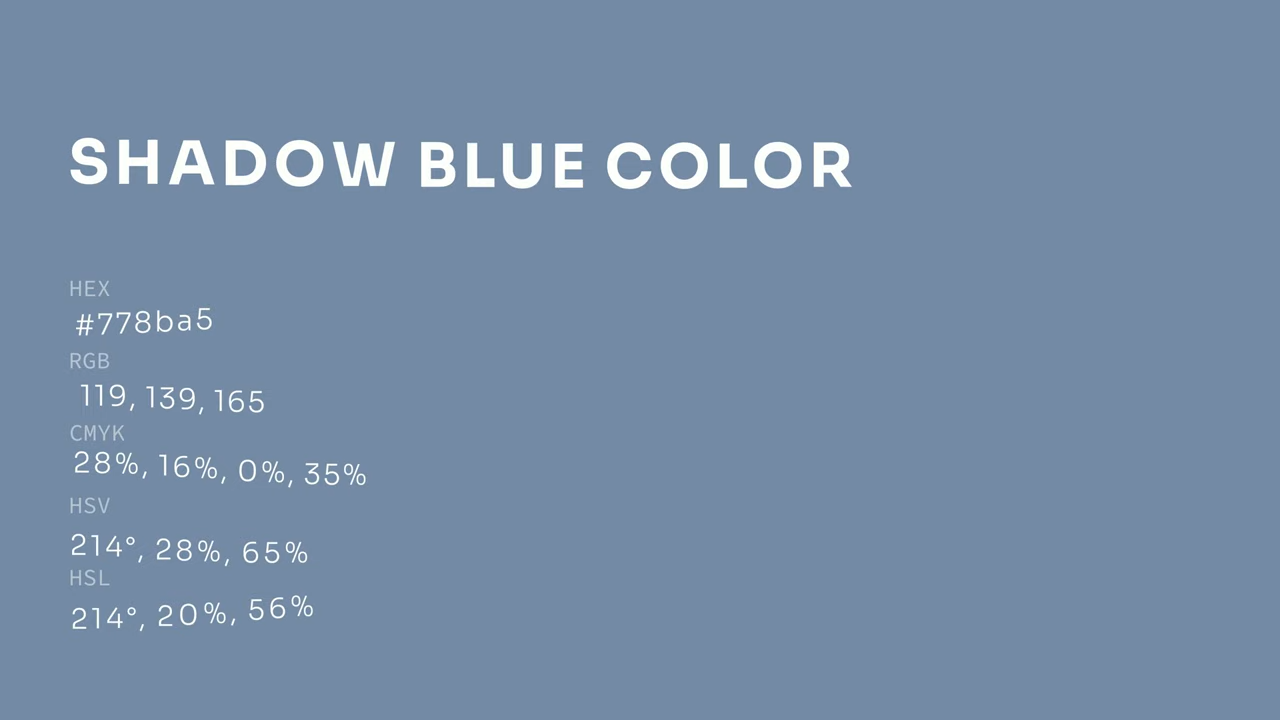 SHADOW BLUE COLOR
HEX
#778ba5
RGB
119, 139, 165
CMYK
28%, 16%, 0%, 35%
HSV
214°, 28%, 65%
HSL
214°, 20%, 56%